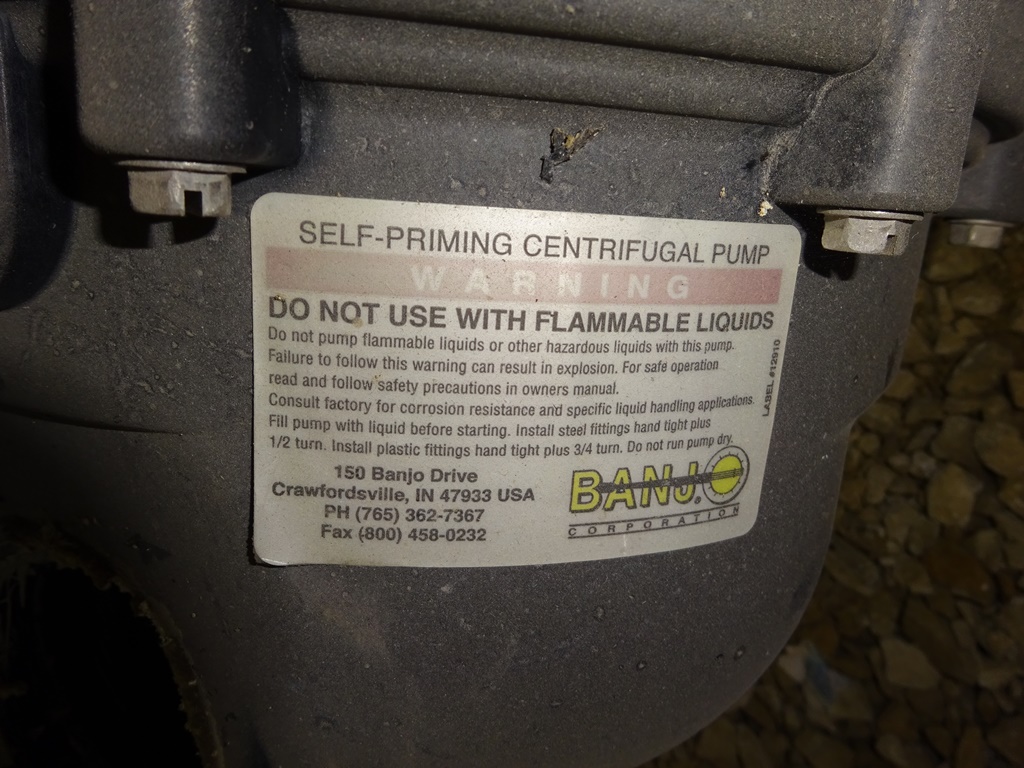 SELF-PRIMING CENTRIFUGAL PUMP
WARNING
DO NOT USE WITH FLAMMABLE LIQUIDS
Do not pump flammable liquids or other hazardous liquids with this pump.
Failure to follow this warning can result in explosion. For safe operation
read and follow safety precautions in owners manual.
Consult factory for corrosion resistance and specific liquid handling applications.
Fill pump with liquid before starting. Install steel fittings hand tight plus
1/2 turn. Install plastic fittings hand tight plus 3/4 turn. Do not run pump dry.
LABEL #12910
150 Banjo Drive
Crawfordsville, IN 47933 USA
PH (765) 362-7367
Fax (800) 458-0232
BANJO
CORPORATION